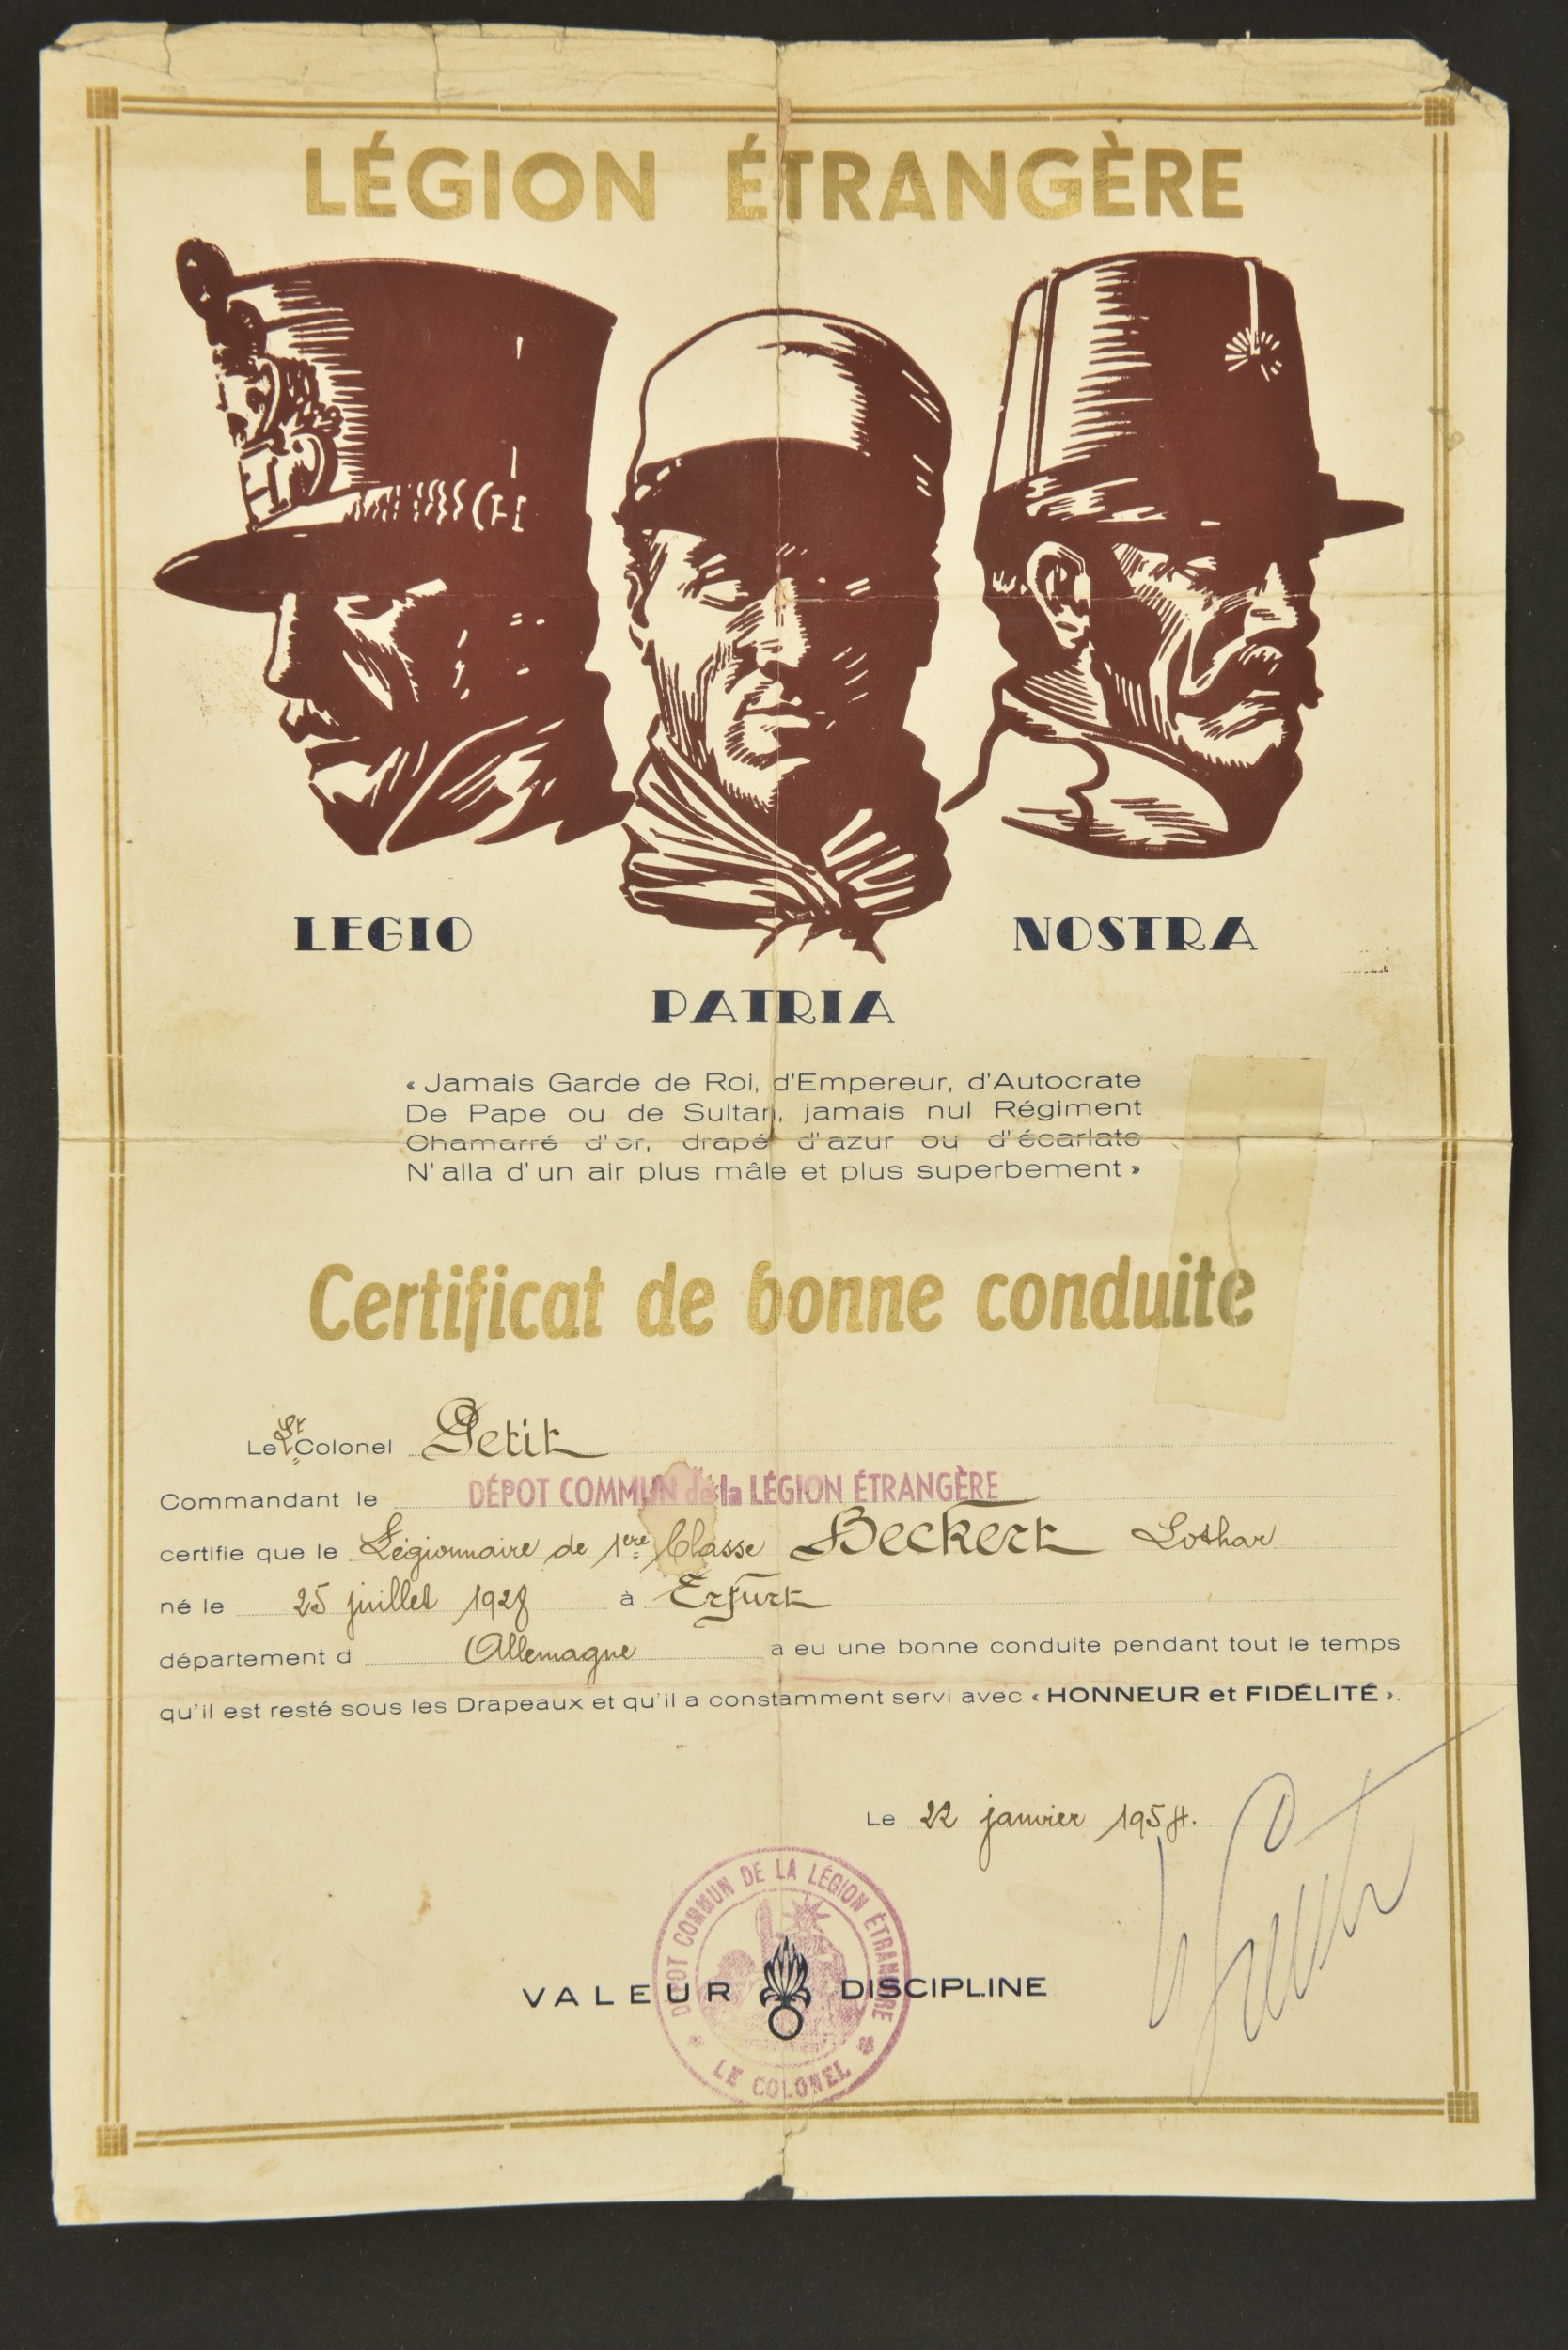 LÉGION ÉTRANGÈRE
LEGIO
NOSTRA
PATRIA
« Jamais Garde de Roi, d'Empereur, d'Autocrate
De Pape ou de Sultan, jamais nul Régiment
Chamarré d'or, drapé d'azur ou d'écarlate
N'alla d'un air plus mâle et plus superbement »
Certificat de bonne conduite
Le Lt Colonel Petit
Commandant le DÉPOT COMMUN de la LÉGION ÉTRANGÈRE
certifie que le Légionnaire de 1ère Classe Beckert Lothar
né le 25 juillet 1928 à Erfurt
département d Allemagne a eu une bonne conduite pendant tout le temps
qu'il est resté sous les Drapeaux et qu'il a constamment servi avec « HONNEUR et FIDÉLITÉ ».
Le 22 janvier 1954.
DÉPOT COMMUN DE LA LÉGION ÉTRANGÈRE
VALEUR DISCIPLINE
LE COLONEL